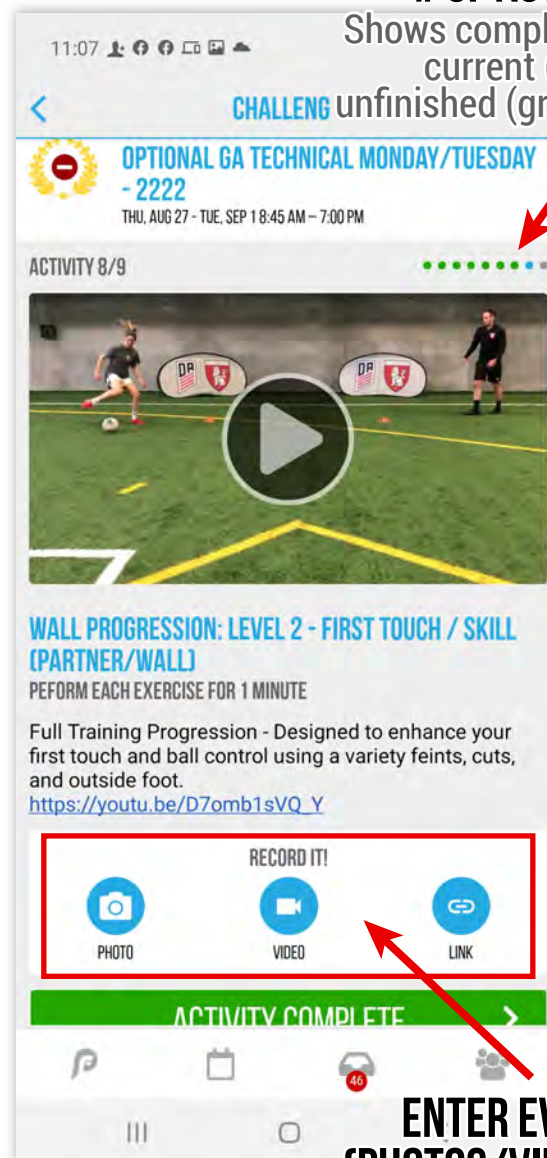 11:07
Shows compl
current
unfinished (gr
CHALLENG
OPTIONAL GA TECHNICAL MONDAY/TUESDAY
- 2222
THU, AUG 27 - TUE, SEP 1 8:45 AM – 7:00 PM
ACTIVITY 8/9
DA
DA
WALL PROGRESSION: LEVEL 2 - FIRST TOUCH / SKILL
(PARTNER/WALL)
PEFORM EACH EXERCISE FOR 1 MINUTE
Full Training Progression - Designed to enhance your
first touch and ball control using a variety feints, cuts,
and outside foot.
https://youtu.be/D7omb1sVQ_Y
RECORD IT!
PHOTO VIDEO LINK
ACTIVITY COMPLETE
46
ENTER EV